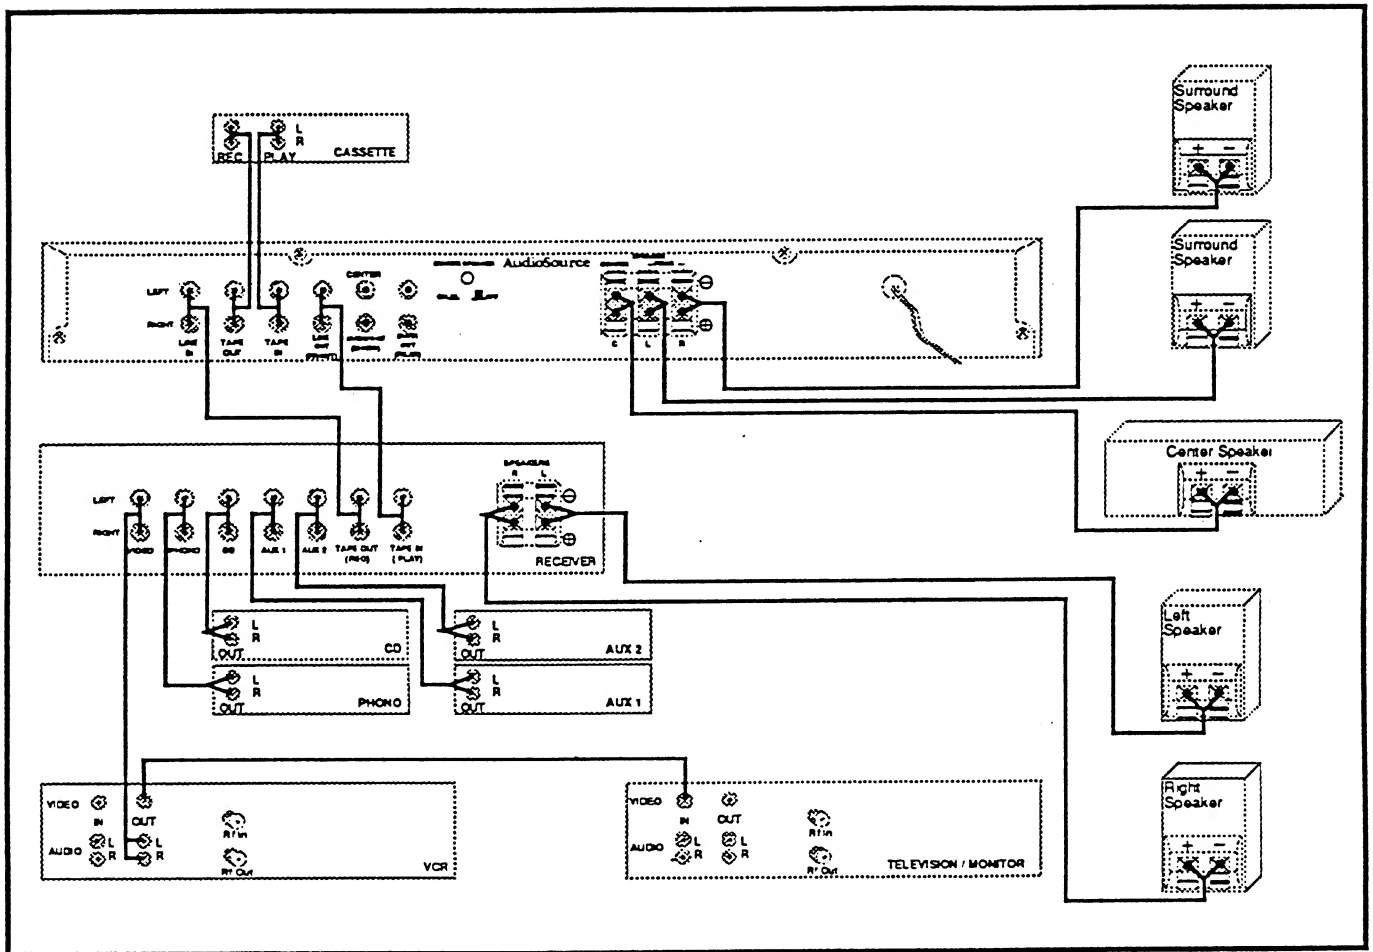 Surround
Speaker
+ −
L
R
REC PLAY CASSETTE
Surround
Speaker
+ −
CENTER
AudioSource
LEFT
RIGHT
LINE
IN
TAPE
OUT
TAPE
IN
C L R
Center Speaker
+ −
SPEAKERS
R L
LEFT
RIGHT
VIDEO PHONO AUX 1 AUX 2 TAPE OUT
(REC)
TAPE IN
(PLAY)
RECEIVER
L
R
OUT CD
L
R
OUT AUX 2
Left
Speaker
+ −
L
R
OUT PHONO
L
R
OUT AUX 1
VIDEO
IN OUT
AUDIO L
R
L
R
RF In
RF Out
VCR
VIDEO
IN OUT
AUDIO L
R
L
R
RF In
RF Out
TELEVISION / MONITOR
Right
Speaker
+ −